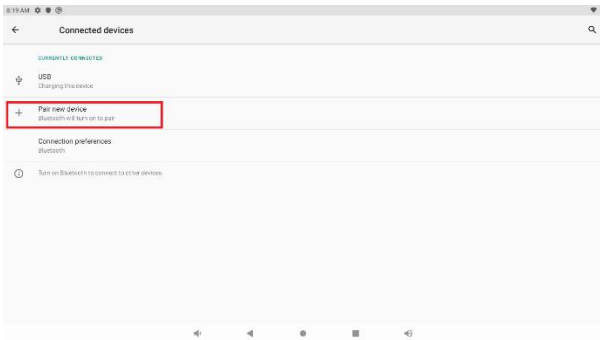 8:19 AM
Connected devices
CURRENTLY CONNECTED
USB
Charging this device
Pair new device
Bluetooth will turn on to pair
Connection preferences
Bluetooth
Turn on Bluetooth to connect to other devices.